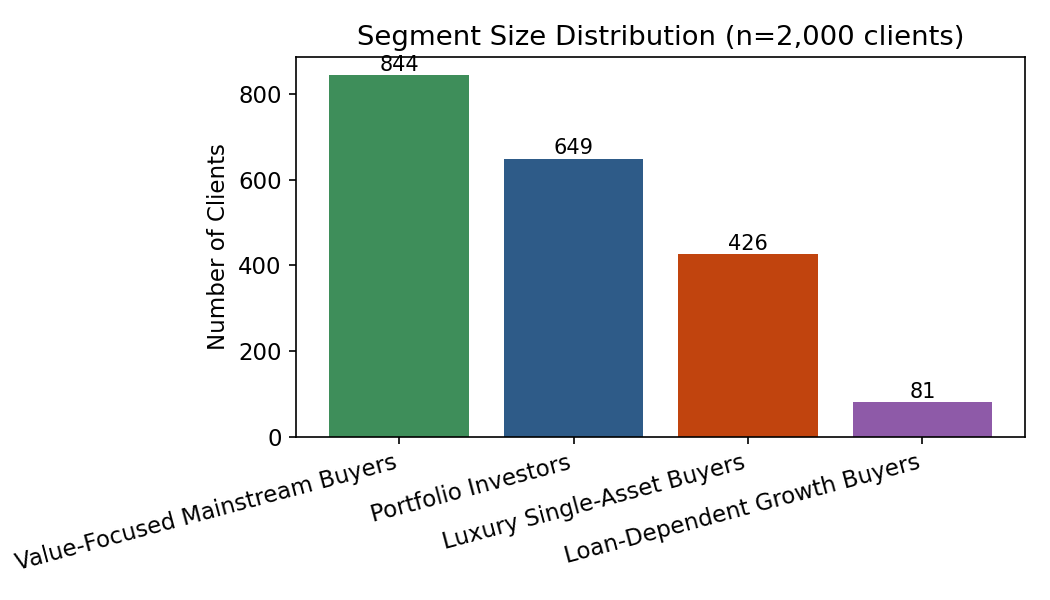 Segment Size Distribution (n=2,000 clients)
Number of Clients
800
600
400
200
0
844
649
426
81
Value-Focused Mainstream Buyers
Portfolio Investors
Luxury Single-Asset Buyers
Loan-Dependent Growth Buyers